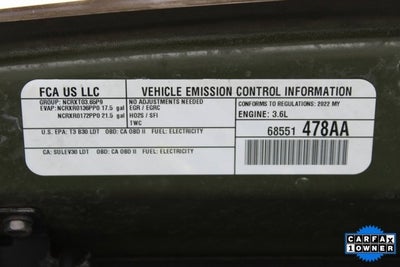 FCA US LLC
VEHICLE EMISSION CONTROL INFORMATION
GROUP: NCRXT03.65P9
EVAP: NCRXR0136PP0 17.5 gal
NCRXR0172PP0 21.5 gal
NO ADJUSTMENTS NEEDED
EGR / EGRC
HO2S / SFI
TWC
CONFORMS TO REGULATIONS: 2022 MY
ENGINE: 3.6L
68551 478AA
U.S. EPA: T3 B30 LDT OBD: CA OBD II FUEL: ELECTRICITY
CA: SULEV30 LDT OBD: CA OBD II FUEL: ELECTRICITY
CARFAX
1 OWNER